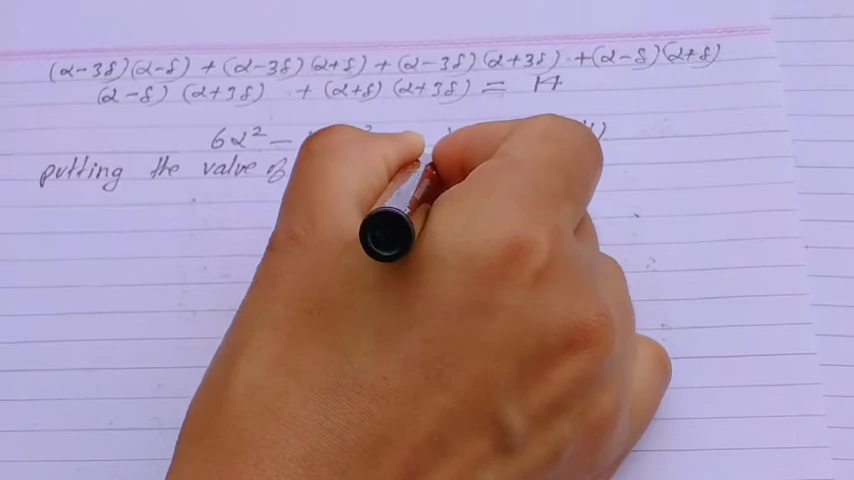 (α-3δ)(α-δ) + (α-3δ)(α+δ) + (α-3δ)(α+3δ) + (α-δ)(α+δ)
(α-δ) (α+3δ) + (α+δ) (α+3δ) = 14
6α² -
putting the value of